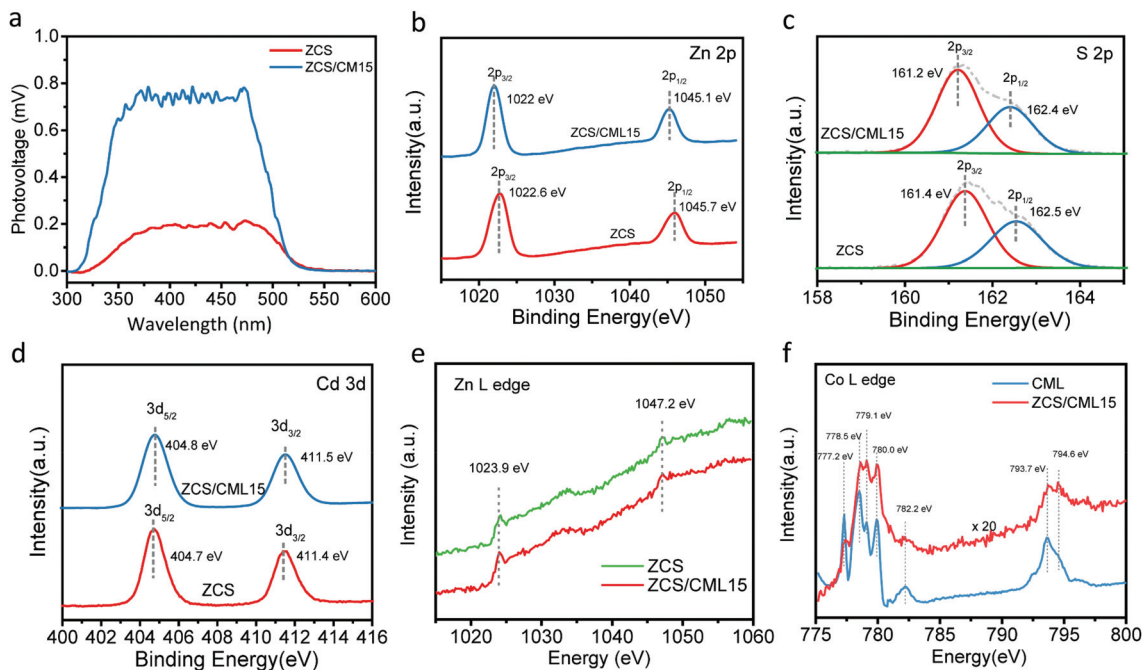 a
ZCS
ZCS/CM15
1.0
0.8
0.6
0.4
0.2
0.0
Photovoltage (mV)
300 350 400 450 500 550 600
Wavelength (nm)
b
Zn 2p
2p3/2
1022 eV
2p1/2
1045.1 eV
ZCS/CML15
2p3/2
1022.6 eV
2p1/2
1045.7 eV
ZCS
Intensity(a.u.)
1020 1030 1040 1050
Binding Energy(eV)
c
S 2p
2p3/2
161.2 eV
2p1/2
162.4 eV
ZCS/CML15
2p3/2
161.4 eV
2p1/2
162.5 eV
ZCS
Intensity(a.u.)
158 160 162 164
Binding Energy(eV)
d
Cd 3d
3d5/2
404.8 eV
3d3/2
411.5 eV
ZCS/CML15
3d5/2
404.7 eV
3d3/2
411.4 eV
ZCS
Intensity(a.u.)
400 402 404 406 408 410 412 414 416
Binding Energy(eV)
e
Zn L edge
1047.2 eV
1023.9 eV
ZCS
ZCS/CML15
Intensity (a.u.)
1020 1030 1040 1050 1060
Energy (eV)
f
Co L edge
CML
ZCS/CML15
779.1 eV
778.5 eV
777.2 eV
780.0 eV
782.2 eV
x 20
793.7 eV
794.6 eV
Intensity(a.u.)
775 780 785 790 795 800
Energy(eV)